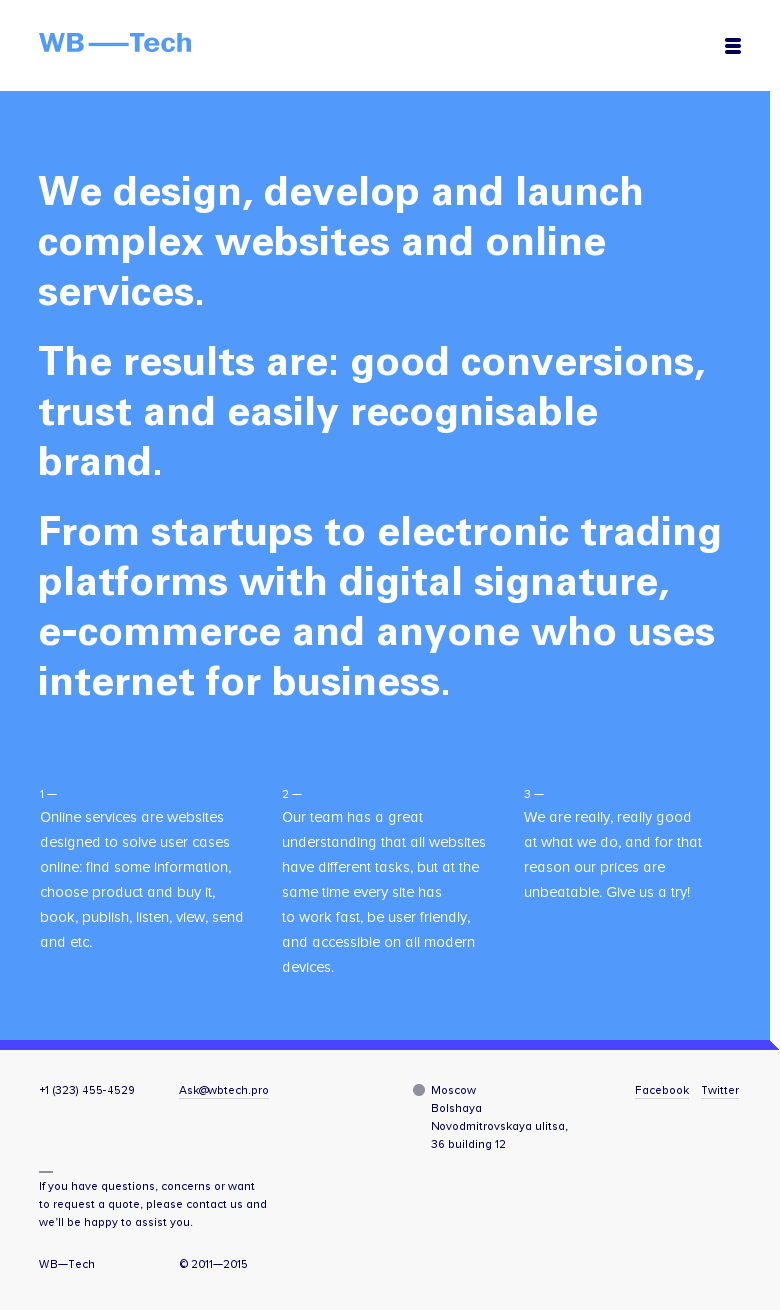 WB—Tech
We design, develop and launch
complex websites and online
services.
The results are: good conversions,
trust and easily recognisable
brand.
From startups to electronic trading
platforms with digital signature,
e-commerce and anyone who uses
internet for business.
1 —
Online services are websites
designed to solve user cases
online: find some information,
choose product and buy it,
book, publish, listen, view, send
and etc.
2 —
Our team has a great
understanding that all websites
have different tasks, but at the
same time every site has
to work fast, be user friendly,
and accessible on all modern
devices.
3 —
We are really, really good
at what we do, and for that
reason our prices are
unbeatable. Give us a try!
+1 (323) 455-4529
Ask@wbtech.pro
Moscow
Bolshaya
Novodmitrovskaya ulitsa,
36 building 12
Facebook
Twitter
If you have questions, concerns or want
to request a quote, please contact us and
we'll be happy to assist you.
WB—Tech
© 2011—2015